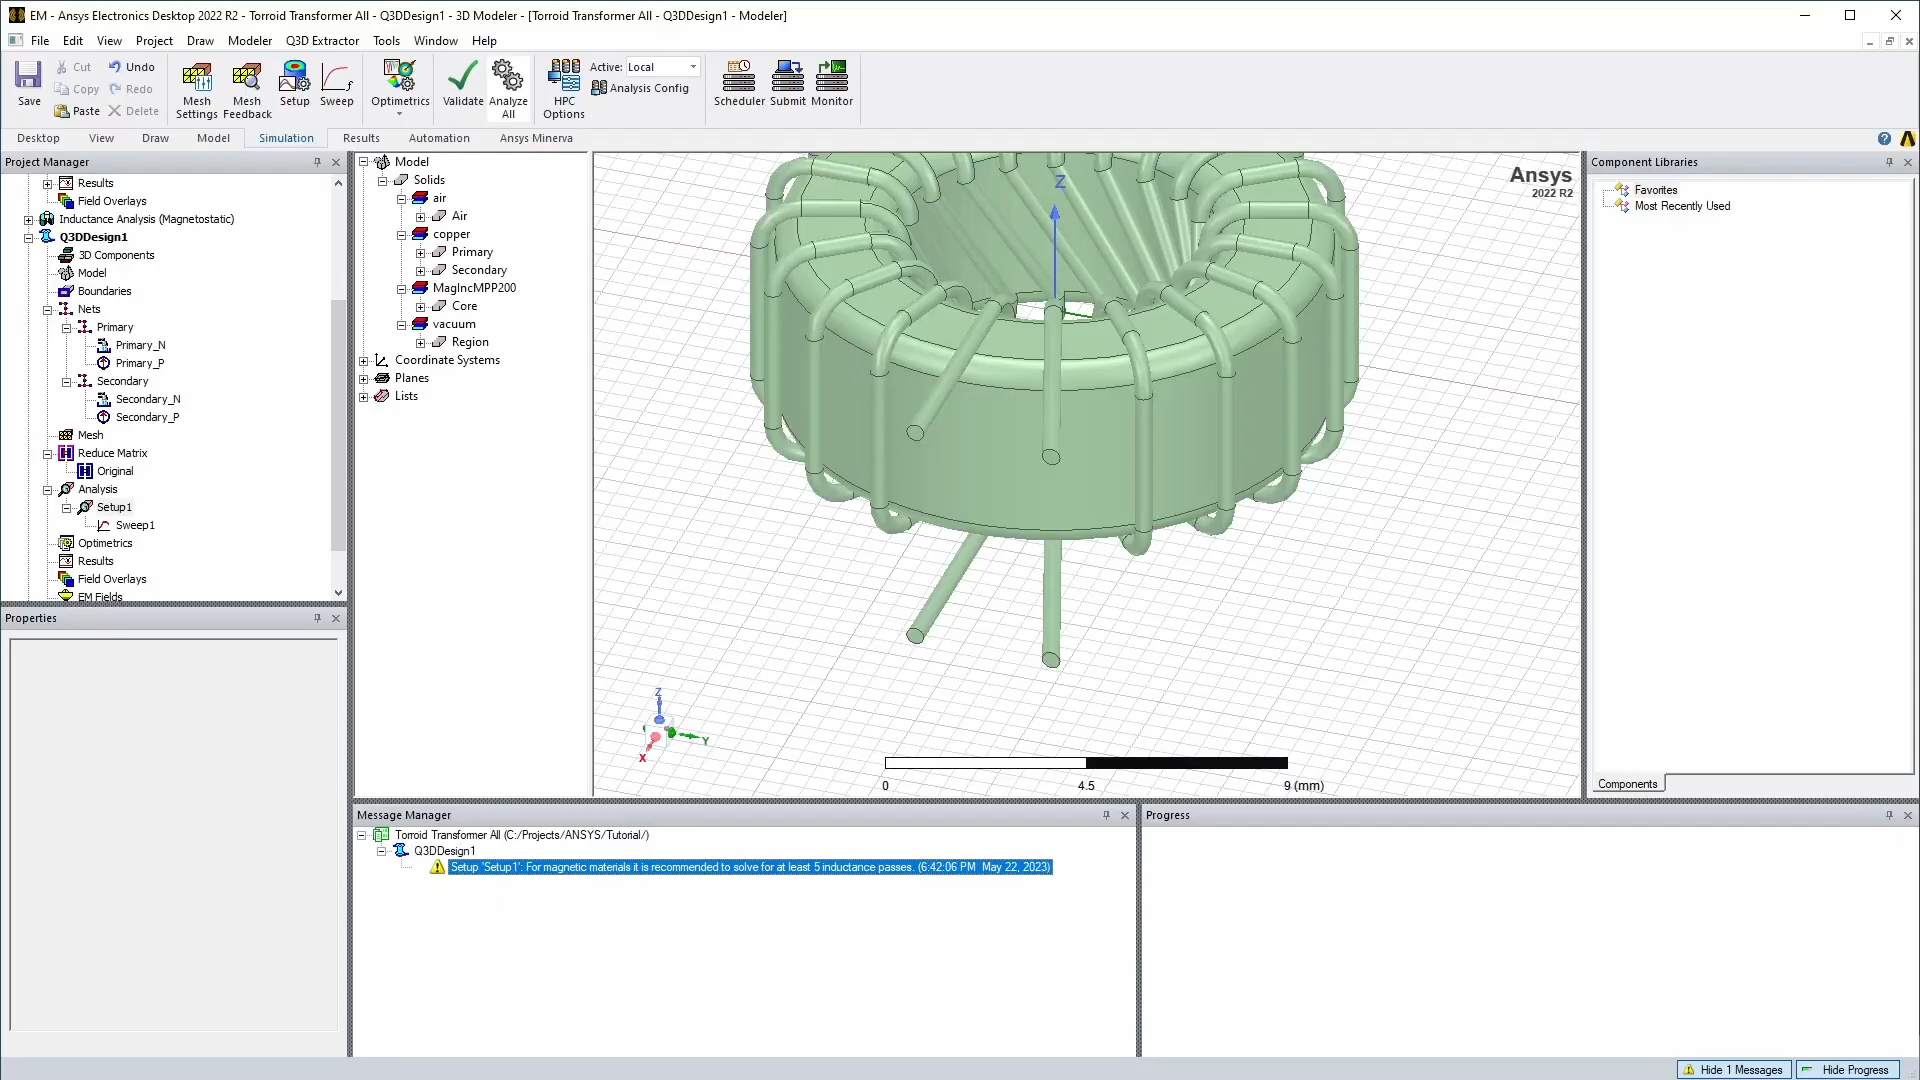 EM - Ansys Electronics Desktop 2022 R2 - Torroid Transformer All - Q3DDesign1 - 3D Modeler - [Torroid Transformer All - Q3DDesign1 - Modeler]
File Edit View Project Draw Modeler Q3D Extractor Tools Window Help
Save
Cut
Copy
Paste
Undo
Redo
Delete
Mesh Settings
Mesh Feedback
Setup
Sweep
Optimetrics
Validate
Analyze All
HPC Options
Active: Local
Analysis Config
Scheduler
Submit
Monitor
Desktop View Draw Model Simulation Results Automation Ansys Minerva
Project Manager
Results
Field Overlays
Inductance Analysis (Magnetostatic)
Q3DDesign1
3D Components
Model
Boundaries
Nets
Primary
Primary_N
Primary_P
Secondary
Secondary_N
Secondary_P
Mesh
Reduce Matrix
Original
Analysis
Setup1
Sweep1
Optimetrics
Results
Field Overlays
EM Fields
Properties
Model
Solids
air
Air
copper
Primary
Secondary
MagIncMPP200
Core
vacuum
Region
Coordinate Systems
Planes
Lists
Z
Ansys
2022 R2
Z
Y
X
0 4.5 9 (mm)
Component Libraries
Favorites
Most Recently Used
Components
Message Manager
Torroid Transformer All (C:/Projects/ANSYS/Tutorial/)
Q3DDesign1
Setup 'Setup1': For magnetic materials it is recommended to solve for at least 5 inductance passes. (6:42:06 PM May 22, 2023)
Progress
Hide 1 Messages
Hide Progress